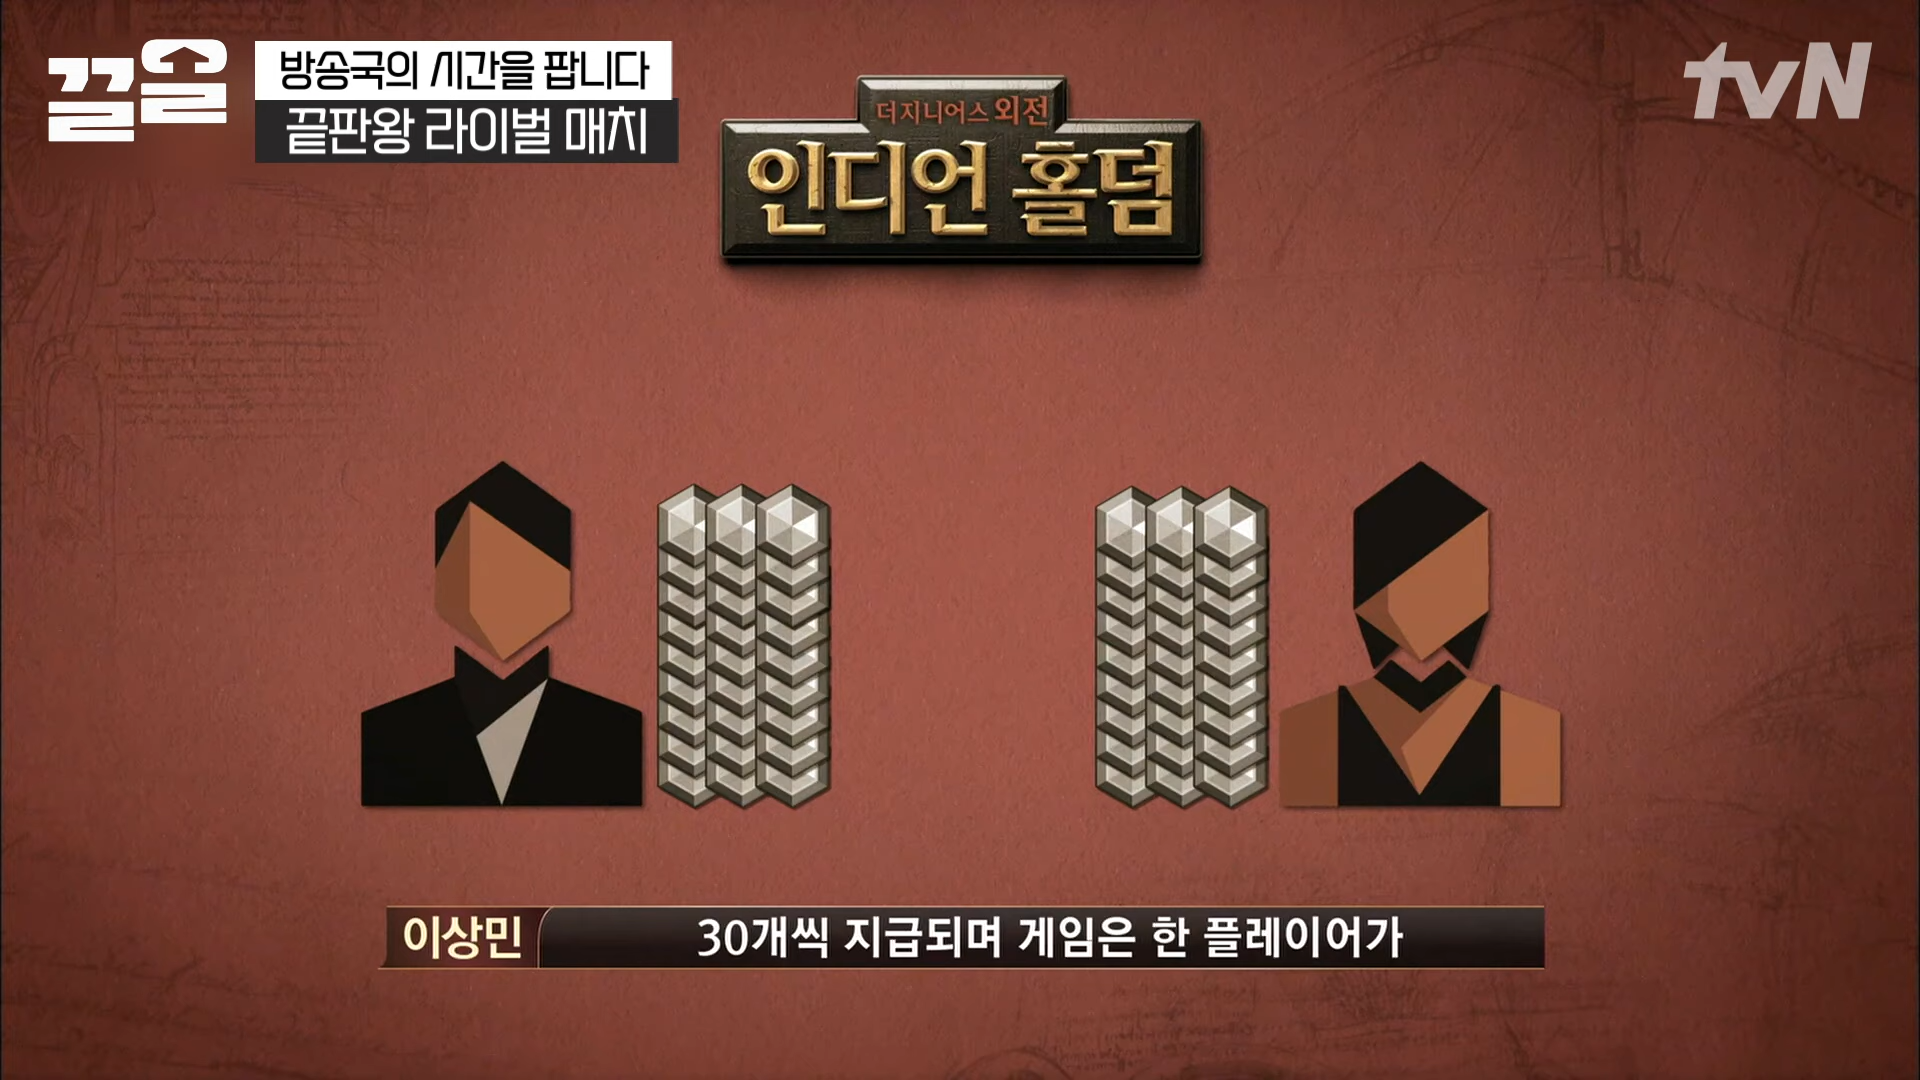 끌올
방송국의 시간을 팝니다
끝판왕 라이벌 매치
tvN
더지니어스 외전
인디언 홀덤
이상민
30개씩 지급되며 게임은 한 플레이어가